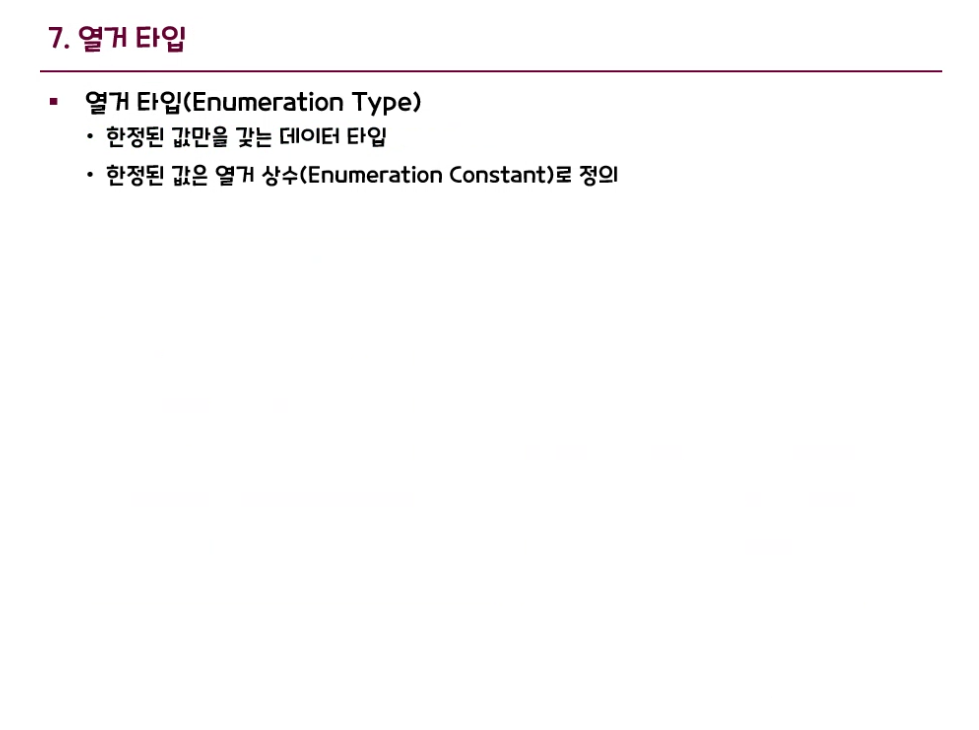 7. 열거 타입
▪ 열거 타입(Enumeration Type)
• 한정된 값만을 갖는 데이터 타입
• 한정된 값은 열거 상수(Enumeration Constant)로 정의